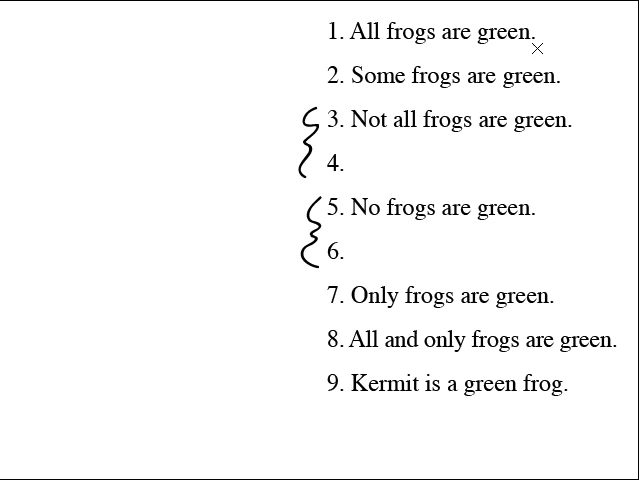 1. All frogs are green.
2. Some frogs are green.
3. Not all frogs are green.
4.
5. No frogs are green.
6.
7. Only frogs are green.
8. All and only frogs are green.
9. Kermit is a green frog.